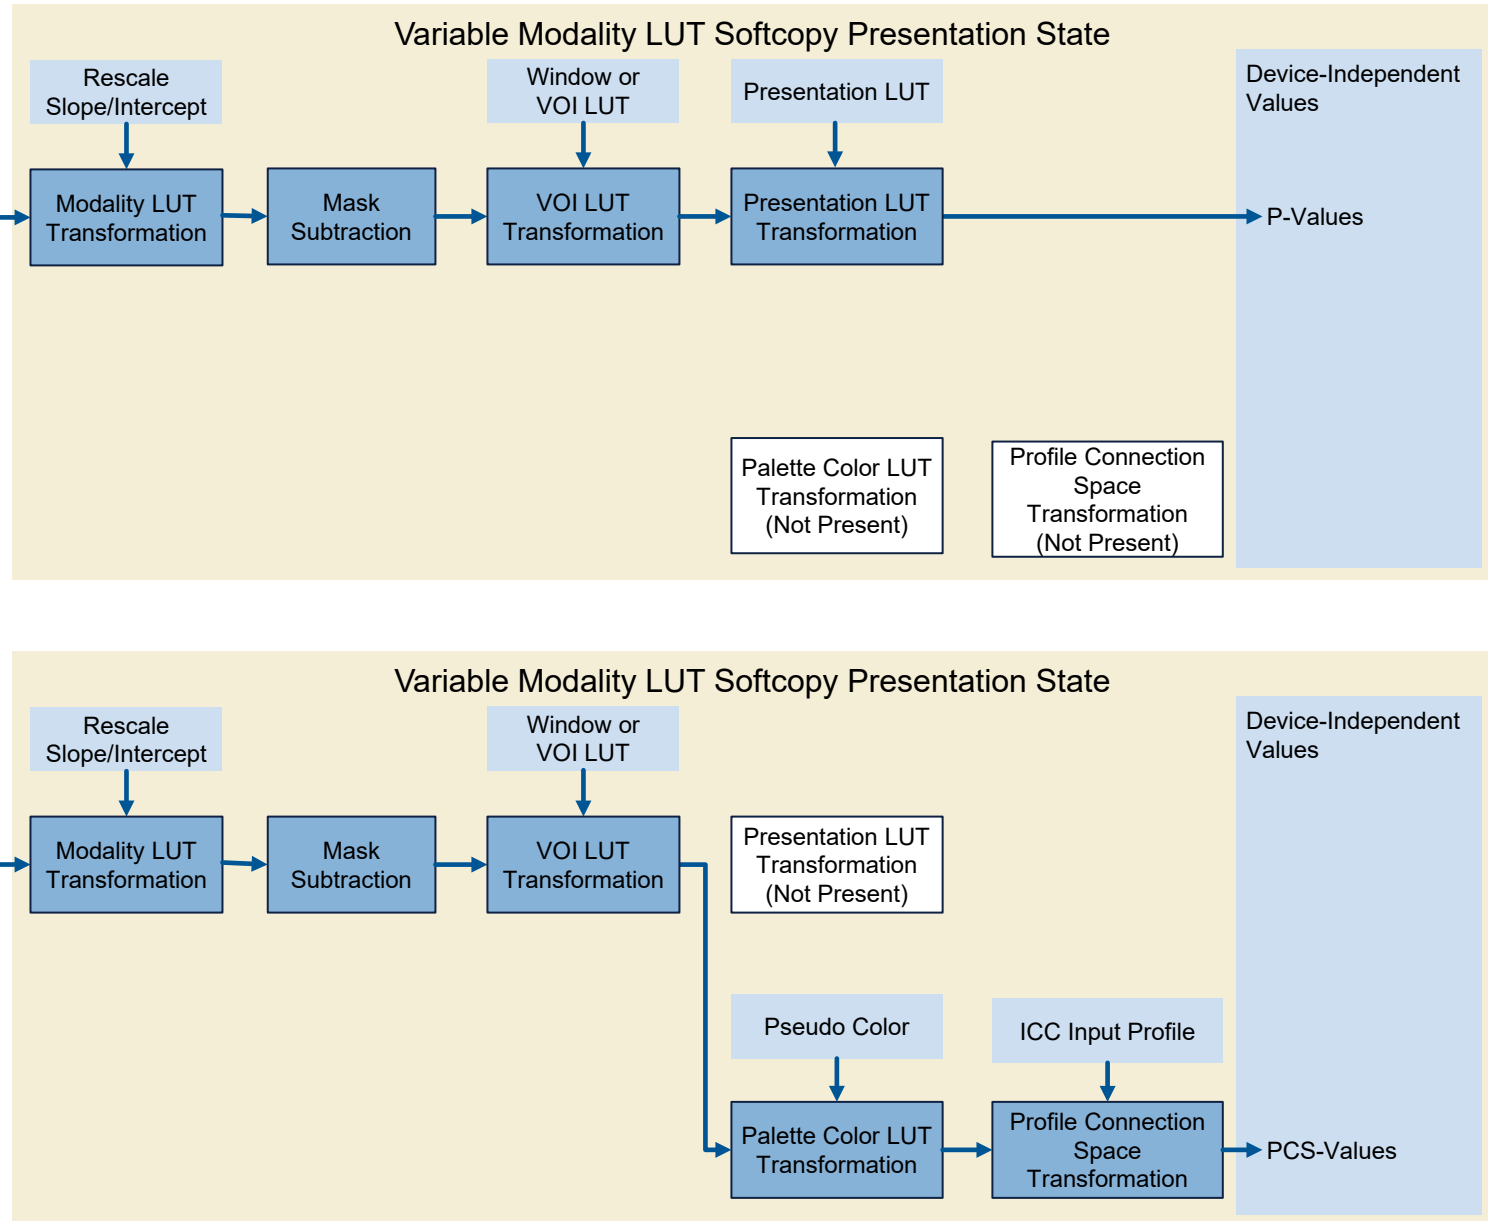 Variable Modality LUT Softcopy Presentation State
Rescale
Slope/Intercept
Window or
VOI LUT
Presentation LUT
Device-Independent
Values
Modality LUT
Transformation
Mask
Subtraction
VOI LUT
Transformation
Presentation LUT
Transformation
P-Values
Palette Color LUT
Transformation
(Not Present)
Profile Connection
Space
Transformation
(Not Present)
Variable Modality LUT Softcopy Presentation State
Rescale
Slope/Intercept
Window or
VOI LUT
Device-Independent
Values
Modality LUT
Transformation
Mask
Subtraction
VOI LUT
Transformation
Presentation LUT
Transformation
(Not Present)
Pseudo Color
ICC Input Profile
Palette Color LUT
Transformation
Profile Connection
Space
Transformation
PCS-Values